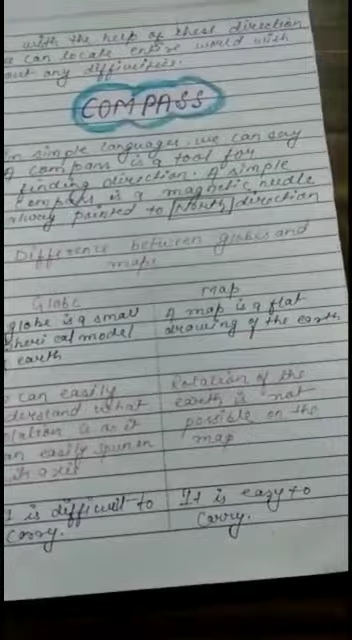 with the help of these direction
can locate entire world with
out any difficulties.
COMPASS
In simple languages, we can say
A compass is a tool for
finding direction. A simple
compass is a magnetic needle
always pointed to [North] direction
Difference between globes and
maps
Globe
globe is a small
spherical model
earth
can easily
understand what
rotation is as it
can easily spun on
its axis
It is difficult to
carry.
map
A map is a flat
drawing of the earth
Rotation of the
earth is not
possible on the
map
It is easy to
carry.